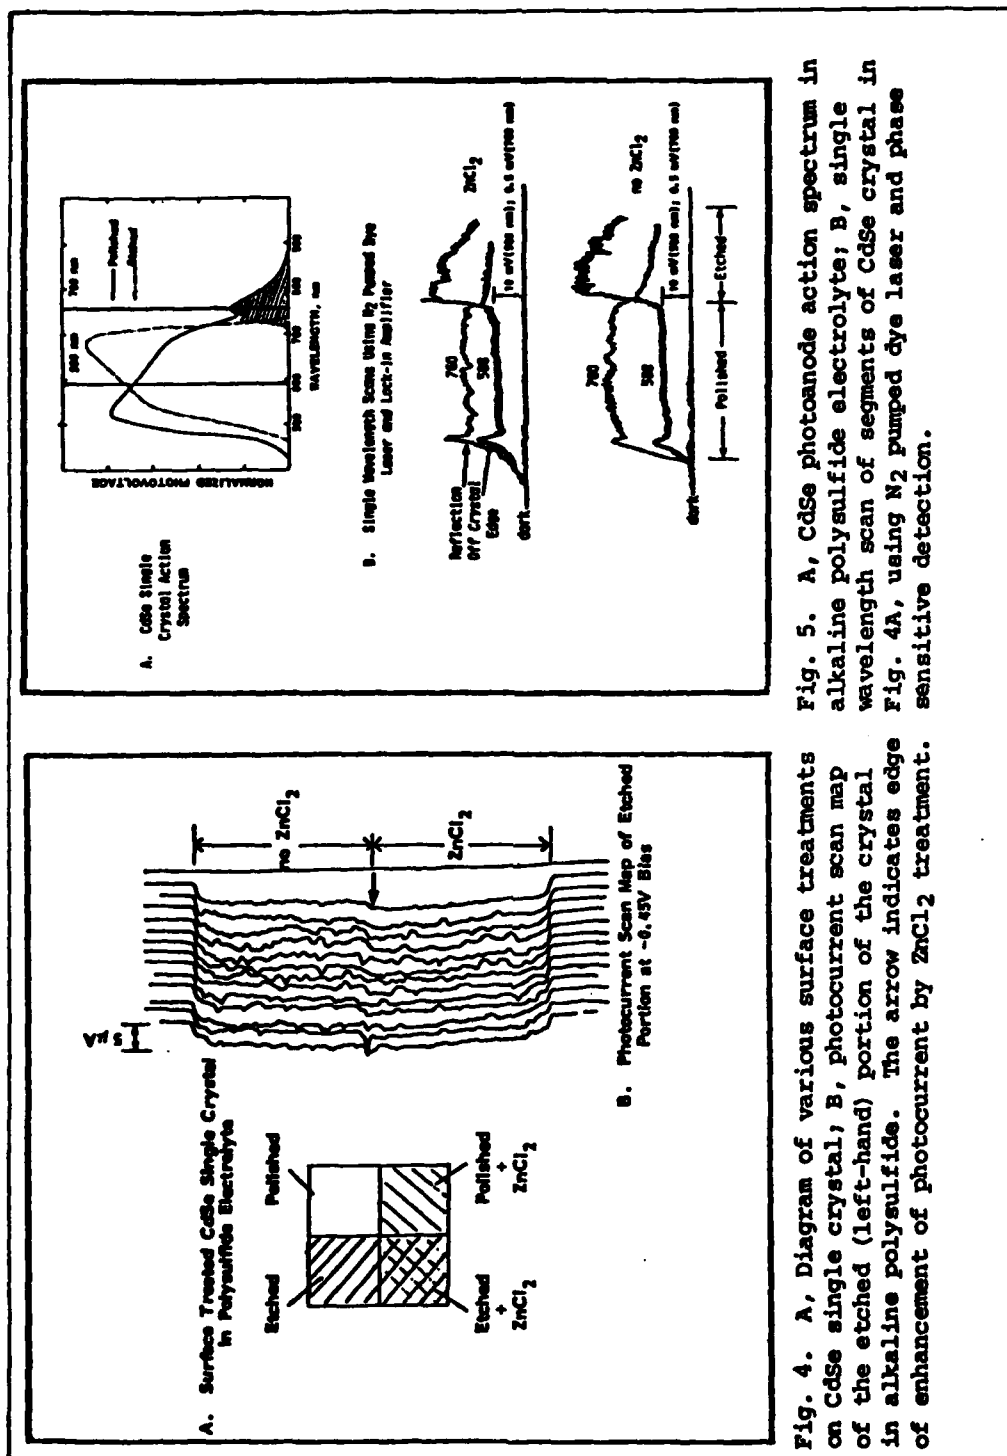 A. Surface Treated CdSe Single Crystal
in Polysulfide Electrolyte
Etched
Polished
Etched
+
ZnCl2
Polished
+
ZnCl2
5 μA
no ZnCl2
ZnCl2
B. Photocurrent Scan Map of Etched
Portion at -0.45V Bias
Fig. 4. A, Diagram of various surface treatments
on CdSe single crystal; B, photocurrent scan map
of the etched (left-hand) portion of the crystal
in alkaline polysulfide. The arrow indicates edge
of enhancement of photocurrent by ZnCl2 treatment.
A. CdSe Single
Crystal Action
Spectrum
NORMALIZED PHOTOVOLTAGE
700 nm
Polished
Etched
700
WAVELENGTH, nm
B. Single Wavelength Scans Using N2 Pumped Dye
Laser and Lock-in Amplifier
Reflection
Off Crystal
Edge
dark
700
ZnCl2
dark
700
no ZnCl2
Polished
Etched
Fig. 5. A, CdSe photoanode action spectrum in
alkaline polysulfide electrolyte; B, single
wavelength scan of segments of CdSe crystal in
Fig. 4A, using N2 pumped dye laser and phase
sensitive detection.